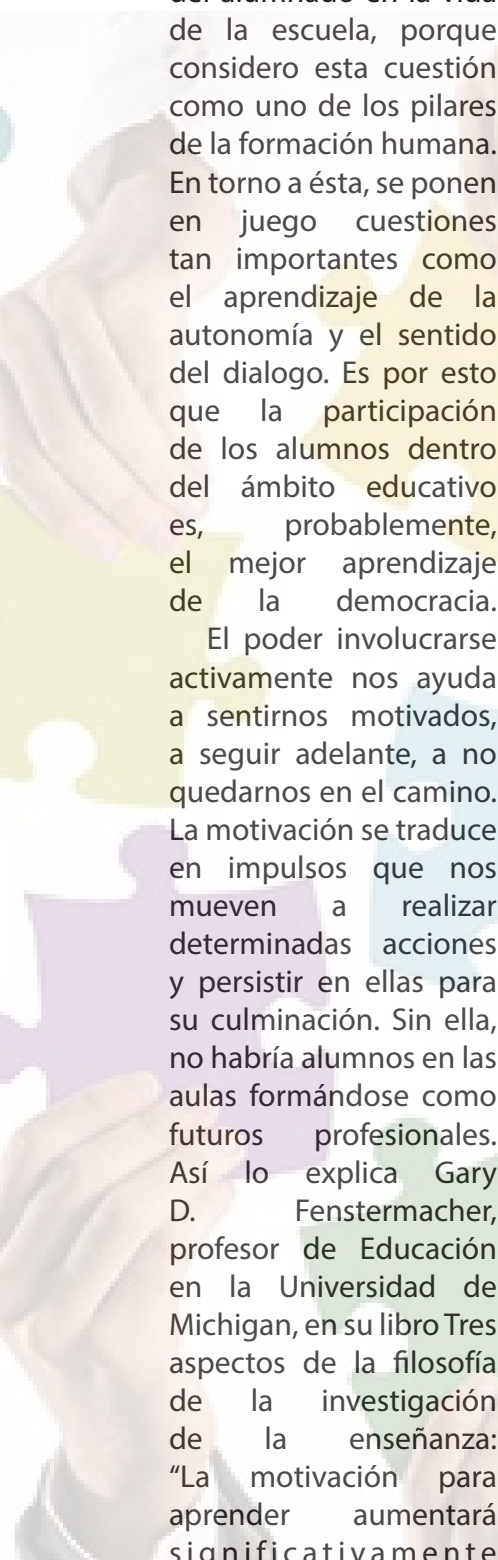 de la escuela, porque
considero esta cuestión
como uno de los pilares
de la formación humana.
En torno a ésta, se ponen
en juego cuestiones
tan importantes como
el aprendizaje de la
autonomía y el sentido
del dialogo. Es por esto
que la participación
de los alumnos dentro
del ámbito educativo
es, probablemente,
el mejor aprendizaje
de la democracia.
El poder involucrarse
activamente nos ayuda
a sentirnos motivados,
a seguir adelante, a no
quedarnos en el camino.
La motivación se traduce
en impulsos que nos
mueven a realizar
determinadas acciones
y persistir en ellas para
su culminación. Sin ella,
no habría alumnos en las
aulas formándose como
futuros profesionales.
Así lo explica Gary
D. Fenstermacher,
profesor de Educación
en la Universidad de
Michigan, en su libro Tres
aspectos de la filosofía
de la investigación
de la enseñanza:
“La motivación para
aprender aumentará
significativamente